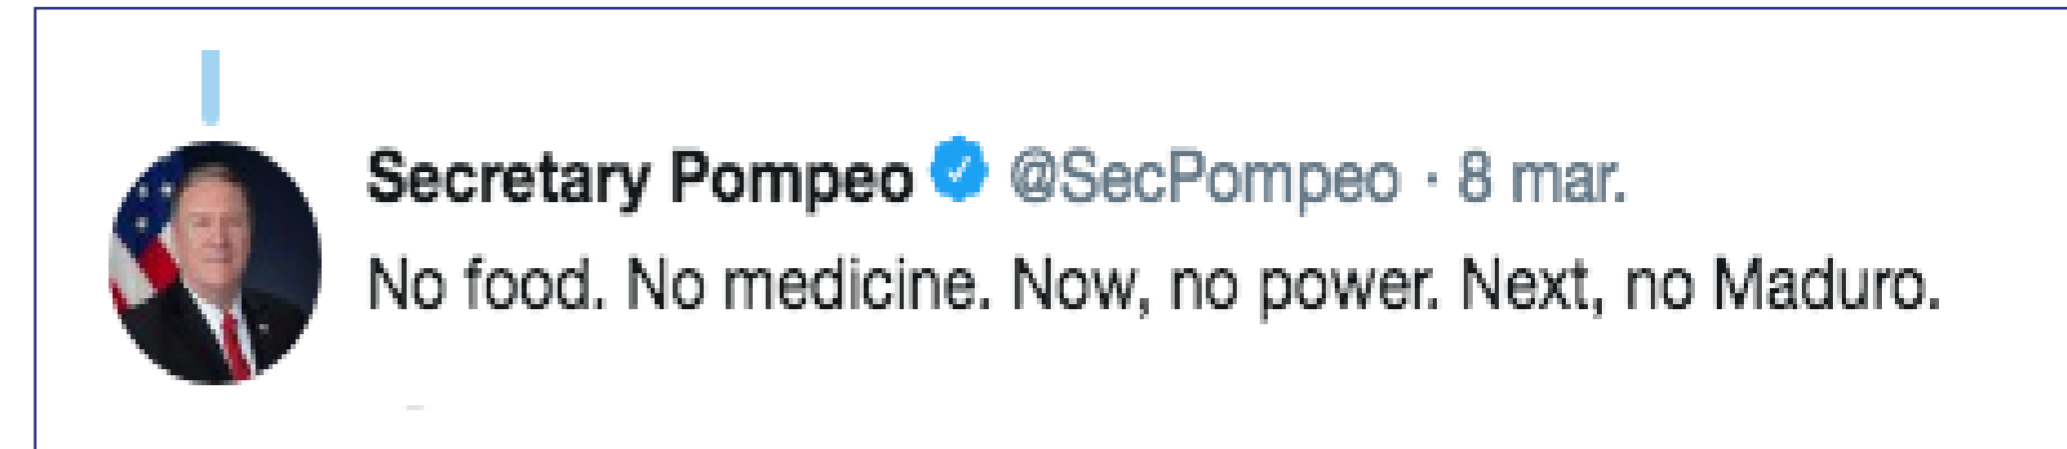 Secretary Pompeo @SecPompeo · 8 mar.
No food. No medicine. Now, no power. Next, no Maduro.